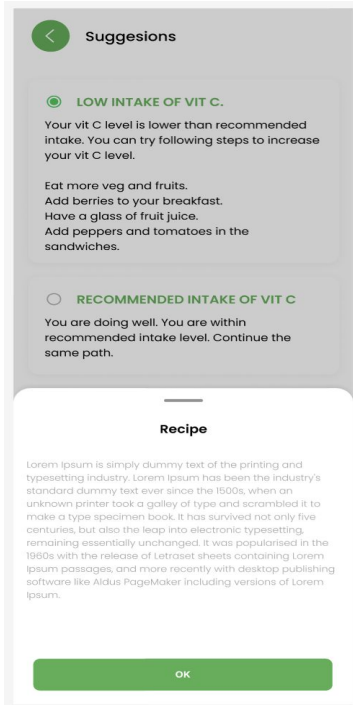 Suggesions
LOW INTAKE OF VIT C.
Your vit C level is lower than recommended
intake. You can try following steps to increase
your vit C level.
Eat more veg and fruits.
Add berries to your breakfast.
Have a glass of fruit juice.
Add peppers and tomatoes in the
sandwiches.
RECOMMENDED INTAKE OF VIT C
You are doing well. You are within
recommended intake level. Continue the
same path.
Recipe
Lorem Ipsum is simply dummy text of the printing and
typesetting industry. Lorem Ipsum has been the industry's
standard dummy text ever since the 1500s, when an
unknown printer took a galley of type and scrambled it to
make a type specimen book. It has survived not only five
centuries, but also the leap into electronic typesetting,
remaining essentially unchanged. It was popularised in the
1960s with the release of Letraset sheets containing Lorem
Ipsum passages, and more recently with desktop publishing
software like Aldus PageMaker including versions of Lorem
Ipsum.
OK